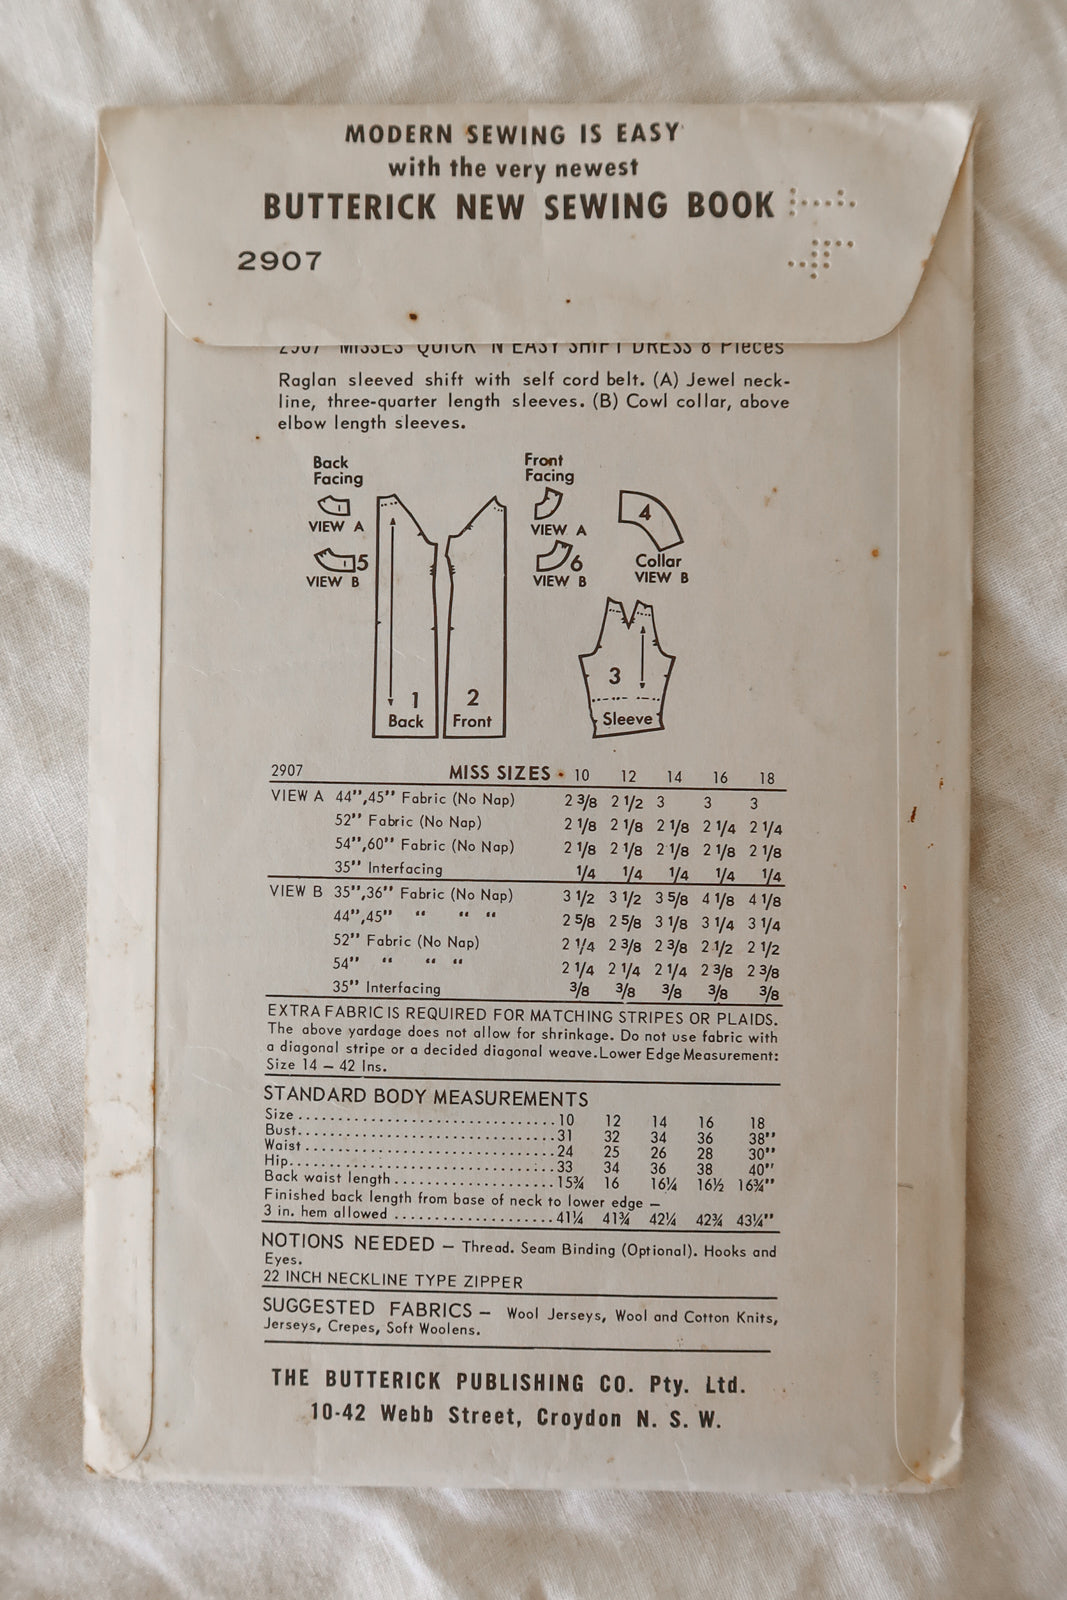 MODERN SEWING IS EASY
with the very newest
BUTTERICK NEW SEWING BOOK
2907
2907 MISSES' QUICK 'N EASY SHIFT DRESS 8 Pieces
Raglan sleeved shift with self cord belt. (A) Jewel neck-
line, three-quarter length sleeves. (B) Cowl collar, above
elbow length sleeves.
Back
Facing
VIEW A
5
VIEW B
1
Back
2
Front
Front
Facing
VIEW A
6
VIEW B
4
Collar
VIEW B
3
Sleeve
2907 MISS SIZES 10 12 14 16 18
VIEW A 44",45" Fabric (No Nap) 2 3/8 2 1/2 3 3 3
52" Fabric (No Nap) 2 1/8 2 1/8 2 1/8 2 1/4 2 1/4
54",60" Fabric (No Nap) 2 1/8 2 1/8 2 1/8 2 1/8 2 1/8
35" Interfacing 1/4 1/4 1/4 1/4 1/4
VIEW B 35",36" Fabric (No Nap) 3 1/2 3 1/2 3 5/8 4 1/8 4 1/8
44",45" " " " 2 5/8 2 5/8 3 1/8 3 1/4 3 1/4
52" Fabric (No Nap) 2 1/4 2 3/8 2 3/8 2 1/2 2 1/2
54" " " " 2 1/4 2 1/4 2 1/4 2 3/8 2 3/8
35" Interfacing 3/8 3/8 3/8 3/8 3/8
EXTRA FABRIC IS REQUIRED FOR MATCHING STRIPES OR PLAIDS.
The above yardage does not allow for shrinkage. Do not use fabric with
a diagonal stripe or a decided diagonal weave. Lower Edge Measurement:
Size 14 – 42 Ins.
STANDARD BODY MEASUREMENTS
Size ............................ 10 12 14 16 18
Bust............................ 31 32 34 36 38"
Waist........................... 24 25 26 28 30"
Hip............................. 33 34 36 38 40"
Back waist length ....................... 15¾ 16 16¼ 16½ 16¾"
Finished back length from base of neck to lower edge —
3 in. hem allowed .................... 41¼ 41¾ 42¼ 42¾ 43¼"
NOTIONS NEEDED – Thread. Seam Binding (Optional). Hooks and
Eyes.
22 INCH NECKLINE TYPE ZIPPER
SUGGESTED FABRICS – Wool Jerseys, Wool and Cotton Knits,
Jerseys, Crepes, Soft Woolens.
THE BUTTERICK PUBLISHING CO. Pty. Ltd.
10-42 Webb Street, Croydon N. S. W.